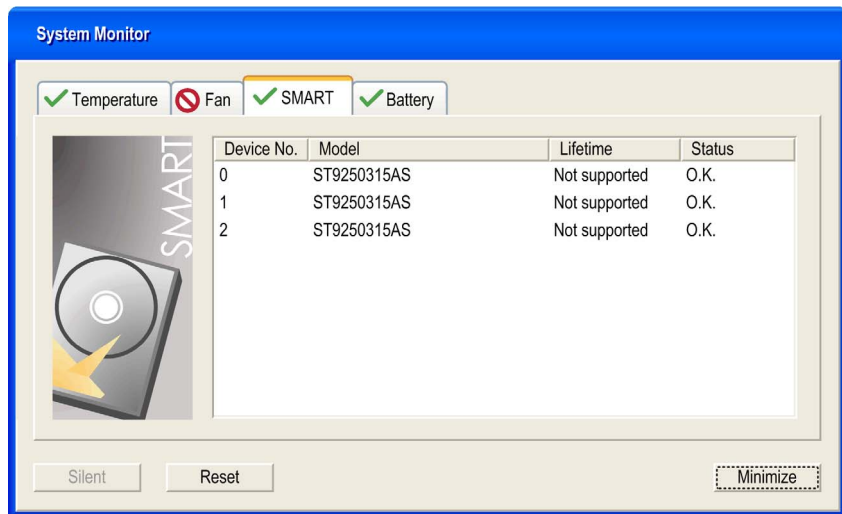 System Monitor
Temperature Fan SMART Battery
SMART
Device No. Model Lifetime Status
0 ST9250315AS Not supported O.K.
1 ST9250315AS Not supported O.K.
2 ST9250315AS Not supported O.K.
Silent Reset Minimize